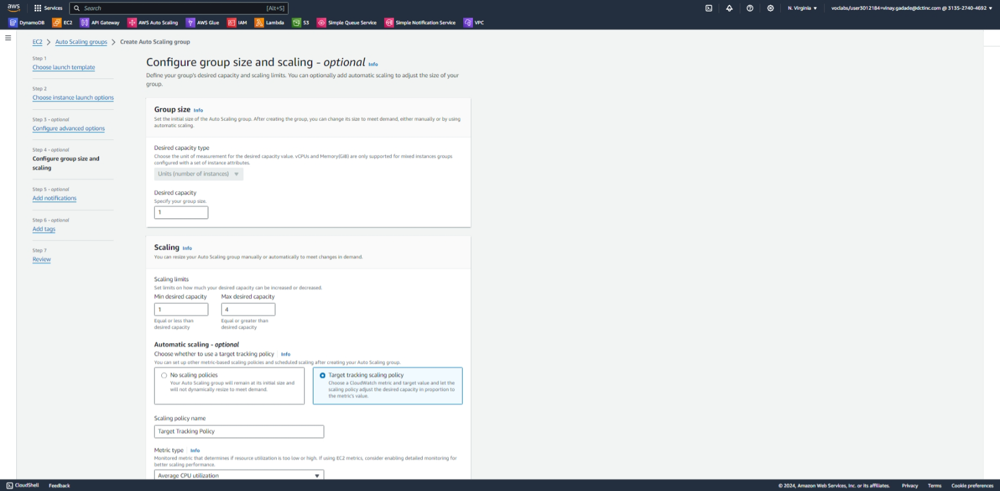 aws
Services
Search
[Alt+S]
N. Virginia
voclabs/user3012184=vinay.gadade@dctinc.com @ 3135-2740-4692
DynamoDB
EC2
API Gateway
AWS Auto Scaling
AWS Glue
IAM
Lambda
S3
Simple Queue Service
Simple Notification Service
VPC
EC2 > Auto Scaling groups > Create Auto Scaling group
Step 1
Choose launch template
Step 2
Choose instance launch options
Step 3 - optional
Configure advanced options
Step 4 - optional
Configure group size and
scaling
Step 5 - optional
Add notifications
Step 6 - optional
Add tags
Step 7
Review
Configure group size and scaling - optional Info
Define your group's desired capacity and scaling limits. You can optionally add automatic scaling to adjust the size of your
group.
Group size Info
Set the initial size of the Auto Scaling group. After creating the group, you can change its size to meet demand, either manually or by using
automatic scaling.
Desired capacity type
Choose the unit of measurement for the desired capacity value. vCPUs and Memory(GiB) are only supported for mixed instances groups
configured with a set of instance attributes.
Units (number of instances)
Desired capacity
Specify your group size.
1
Scaling Info
You can resize your Auto Scaling group manually or automatically to meet changes in demand.
Scaling limits
Set limits on how much your desired capacity can be increased or decreased.
Min desired capacity
Max desired capacity
1
4
Equal or less than
desired capacity
Equal or greater than
desired capacity
Automatic scaling - optional
Choose whether to use a target tracking policy Info
You can set up other metric-based scaling policies and scheduled scaling after creating your Auto Scaling group.
No scaling policies
Your Auto Scaling group will remain at its initial size and
will not dynamically resize to meet demand.
Target tracking scaling policy
Choose a CloudWatch metric and target value and let the
scaling policy adjust the desired capacity in proportion to
the metric's value.
Scaling policy name
Target Tracking Policy
Metric type Info
Monitored metric that determines if resource utilization is too low or high. If using EC2 metrics, consider enabling detailed monitoring for
better scaling performance.
Average CPU utilization
CloudShell
Feedback
© 2024, Amazon Web Services, Inc. or its affiliates.
Privacy
Terms
Cookie preferences